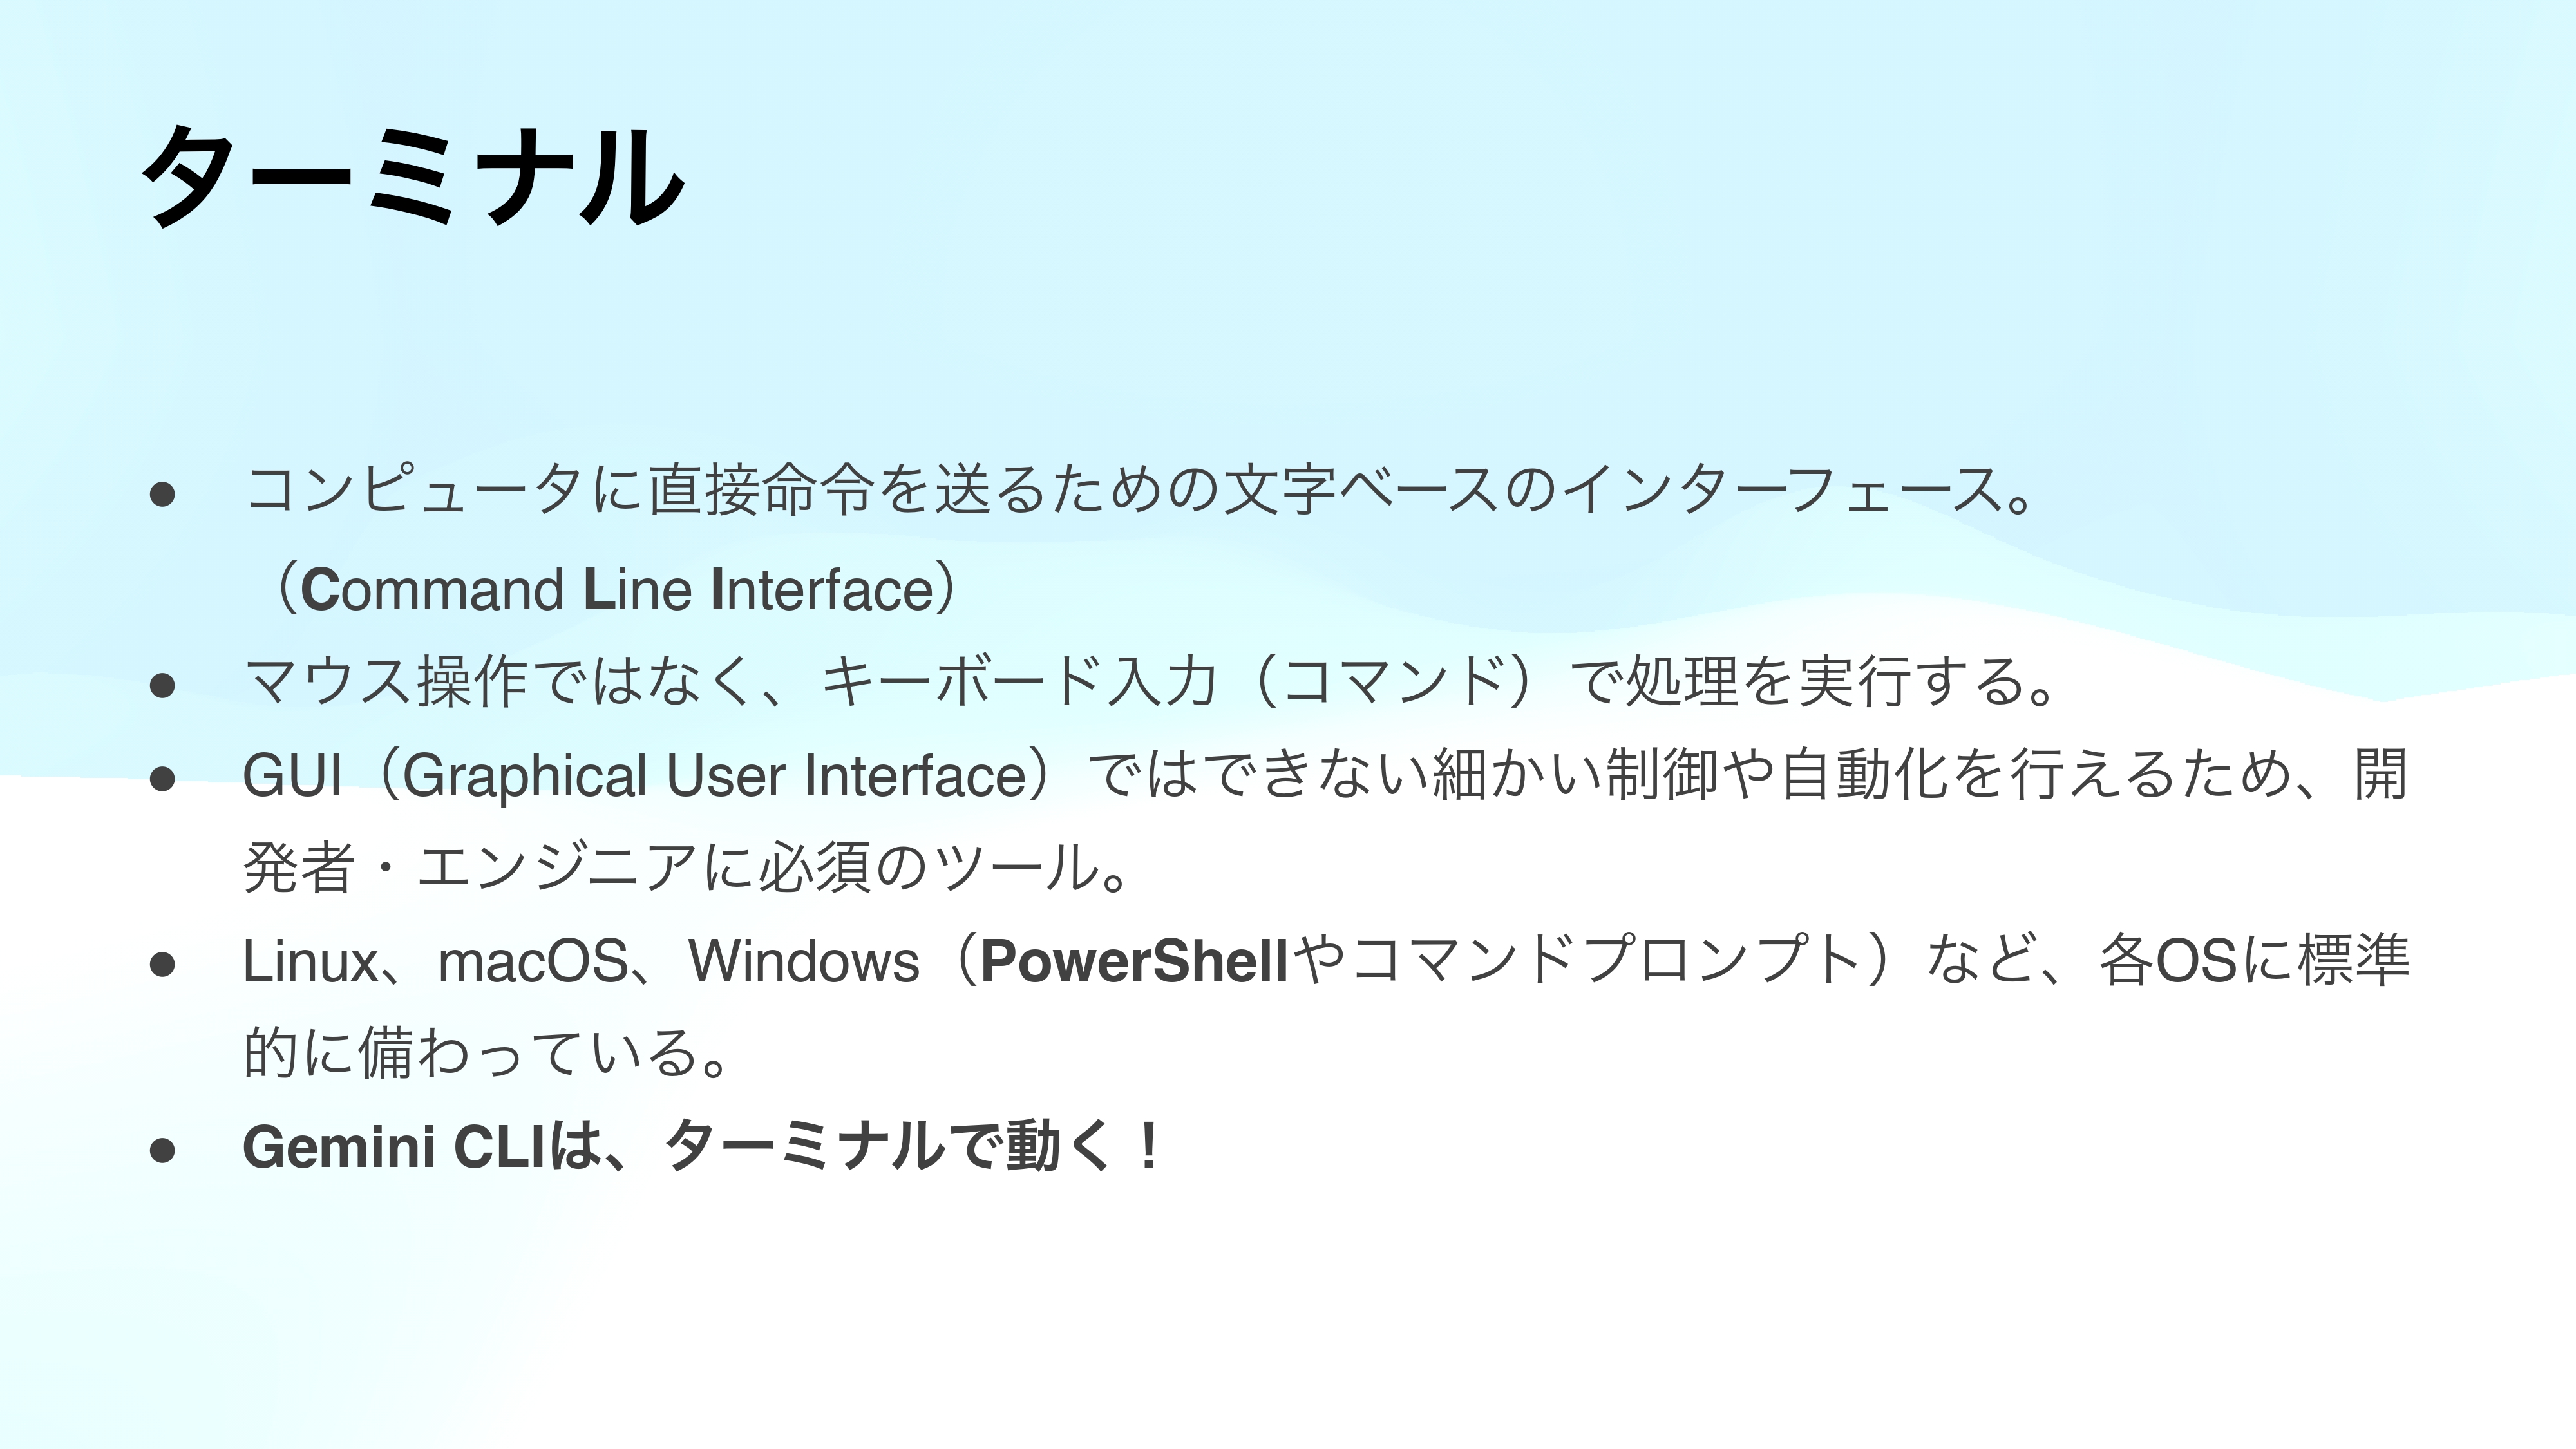 ターミナル
● コンピュータに直接命令を送るための文字ベースのインターフェース。
（Command Line Interface）
● マウス操作ではなく、キーボード入力（コマンド）で処理を実行する。
● GUI（Graphical User Interface）ではできない細かい制御や自動化を行えるため、開
発者・エンジニアに必須のツール。
● Linux、macOS、Windows（PowerShellやコマンドプロンプト）など、各OSに標準
的に備わっている。
● Gemini CLIは、ターミナルで動く！